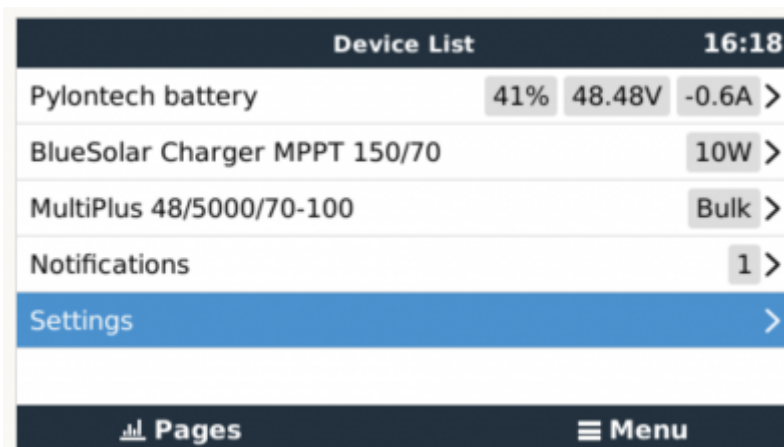 Device List 16:18
Pylontech battery 41% 48.48V -0.6A
BlueSolar Charger MPPT 150/70 10W
MultiPlus 48/5000/70-100 Bulk
Notifications 1
Settings
Pages Menu